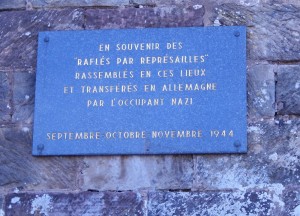 EN SOUVENIR DES
"RAFLÉS PAR REPRÉSAILLES"
RASSEMBLÉS EN CES LIEUX
ET TRANSFÉRÉS EN ALLEMAGNE
PAR L'OCCUPANT NAZI
SEPTEMBRE.OCTOBRE.NOVEMBRE 1944